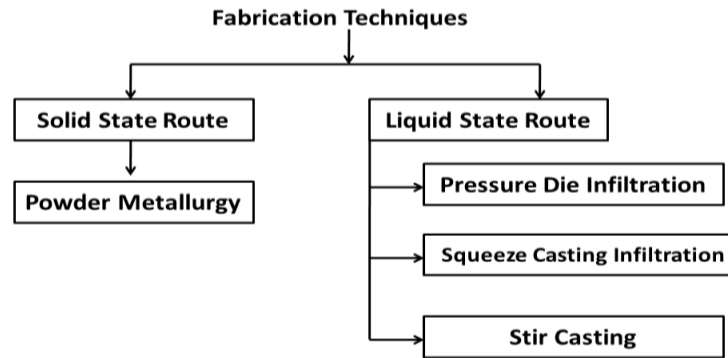 Fabrication Techniques
Solid State Route
Liquid State Route
Powder Metallurgy
Pressure Die Infiltration
Squeeze Casting Infiltration
Stir Casting